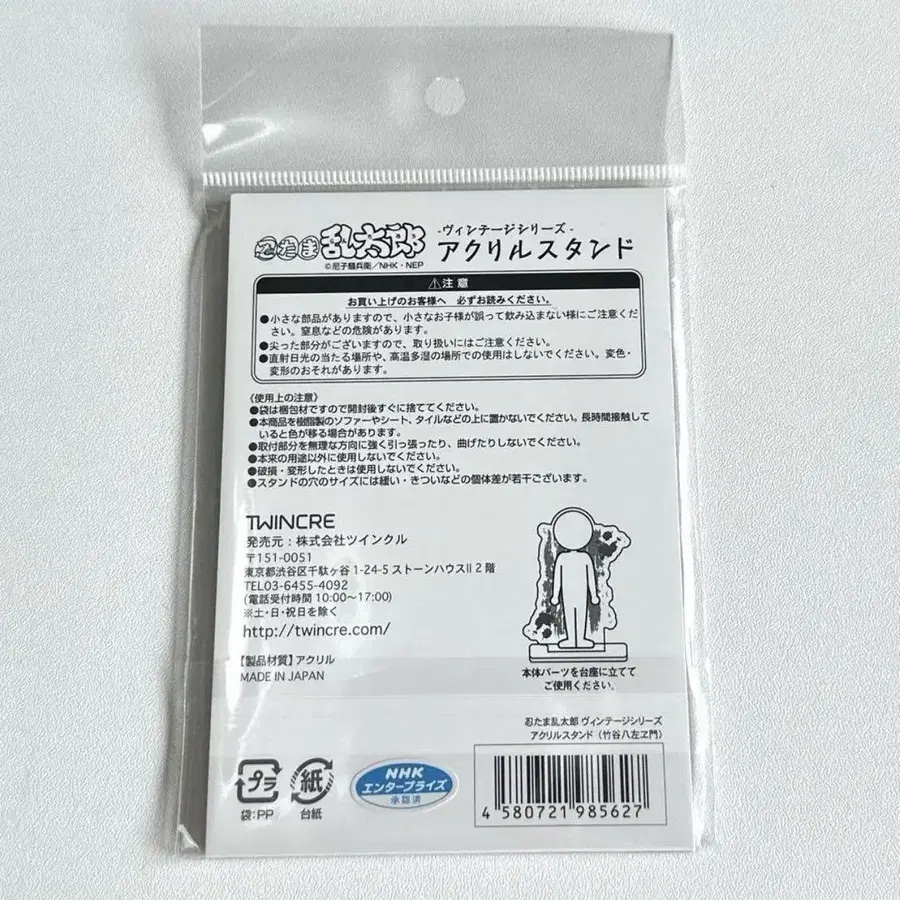 忍たま乱太郎
-ヴィンテージシリーズ-
アクリルスタンド
©尼子騒兵衛/NHK・NEP
⚠注意
お買い上げのお客様へ 必ずお読みください。
●小さな部品がありますので、小さなお子様が誤って飲み込まない様にご注意くだ
さい。窒息などの危険があります。
●尖った部分がございますので、取り扱いにはご注意ください。
●直射日光の当たる場所や、高温多湿の場所での使用はしないでください。変色・
変形のおそれがあります。
《使用上の注意》
●袋は梱包材ですので開封後すぐに捨ててください。
●本商品を樹脂製のソファーやシート、タイルなどの上に置かないでください。長時間接触して
いると色が移る場合があります。
●取付部分を無理な方向に強く引っ張ったり、曲げたりしないでください。
●本来の用途以外に使用しないでください。
●破損・変形したときは使用しないでください。
●スタンドの穴のサイズには緩い・きついなどの個体差が若干ございます。
TWINCRE
発売元:株式会社ツインクル
〒151-0051
東京都渋谷区千駄ヶ谷 1-24-5 ストーンハウスII 2 階
TEL03-6455-4092
(電話受付時間 10:00〜17:00)
※土・日・祝日を除く
http://twincre.com/
【製品材質】アクリル
MADE IN JAPAN
本体パーツを台座に立てて
ご使用ください。
忍たま乱太郎 ヴィンテージシリーズ
アクリルスタンド(竹谷八左ヱ門)
プラ
袋:PP
紙
台紙
NHK
エンタープライズ
承認済
4 580721 985627